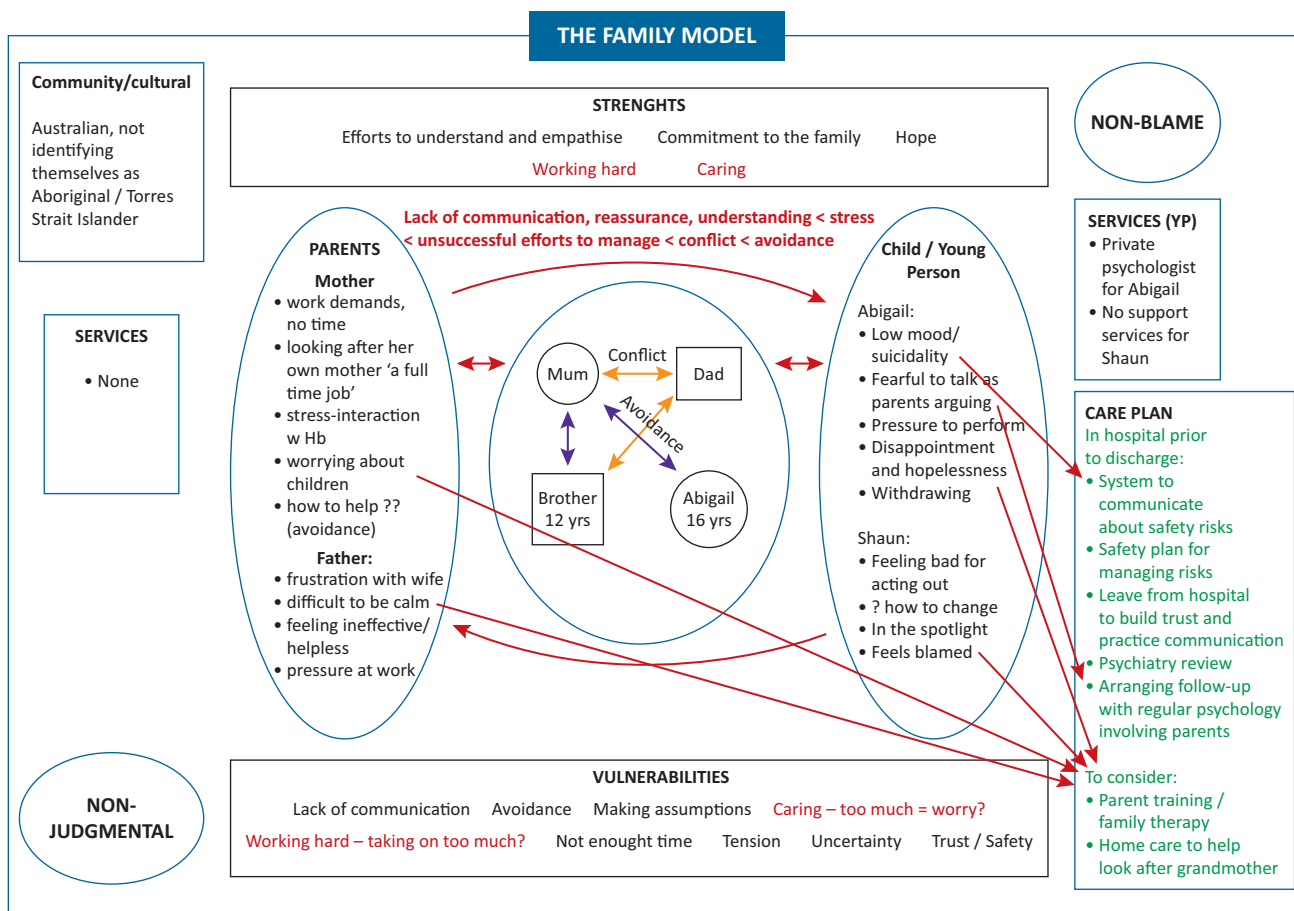 THE FAMILY MODEL
Community/cultural
Australian, not
identifying
themselves as
Aboriginal / Torres
Strait Islander
STRENGHTS
Efforts to understand and empathise Commitment to the family Hope
Working hard Caring
NON-BLAME
SERVICES
• None
Lack of communication, reassurance, understanding < stress
< unsuccessful efforts to manage < conflict < avoidance
PARENTS
Mother
• work demands,
no time
• looking after her
own mother ‘a full
time job’
• stress-interaction
w Hb
• worrying about
children
• how to help ??
(avoidance)
Father:
• frustration with wife
• difficult to be calm
• feeling ineffective/
helpless
• pressure at work
Mum
Conflict
Dad
Avoidance
Brother
12 yrs
Abigail
16 yrs
Child / Young
Person
Abigail:
• Low mood/
suicidality
• Fearful to talk as
parents arguing
• Pressure to perform
• Disappointment
and hopelessness
• Withdrawing
Shaun:
• Feeling bad for
acting out
• ? how to change
• In the spotlight
• Feels blamed
SERVICES (YP)
• Private
psychologist
for Abigail
• No support
services for
Shaun
CARE PLAN
In hospital prior
to discharge:
• System to
communicate
about safety risks
• Safety plan for
managing risks
• Leave from hospital
to build trust and
practice communication
• Psychiatry review
• Arranging follow-up
with regular psychology
involving parents
To consider:
• Parent training /
family therapy
• Home care to help
look after grandmother
NON-
JUDGMENTAL
VULNERABILITIES
Lack of communication Avoidance Making assumptions Caring – too much = worry?
Working hard – taking on too much? Not enought time Tension Uncertainty Trust / Safety